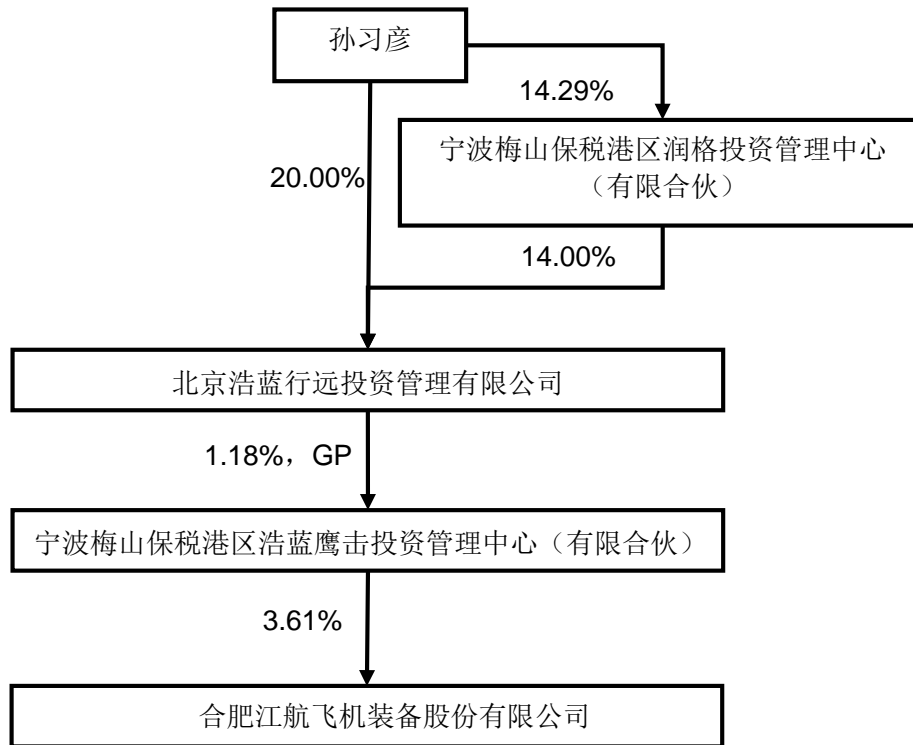 孙习彦
14.29%
宁波梅山保税港区润格投资管理中心
（有限合伙）
20.00%
14.00%
北京浩蓝行远投资管理有限公司
1.18%，GP
宁波梅山保税港区浩蓝鹰击投资管理中心（有限合伙）
3.61%
合肥江航飞机装备股份有限公司